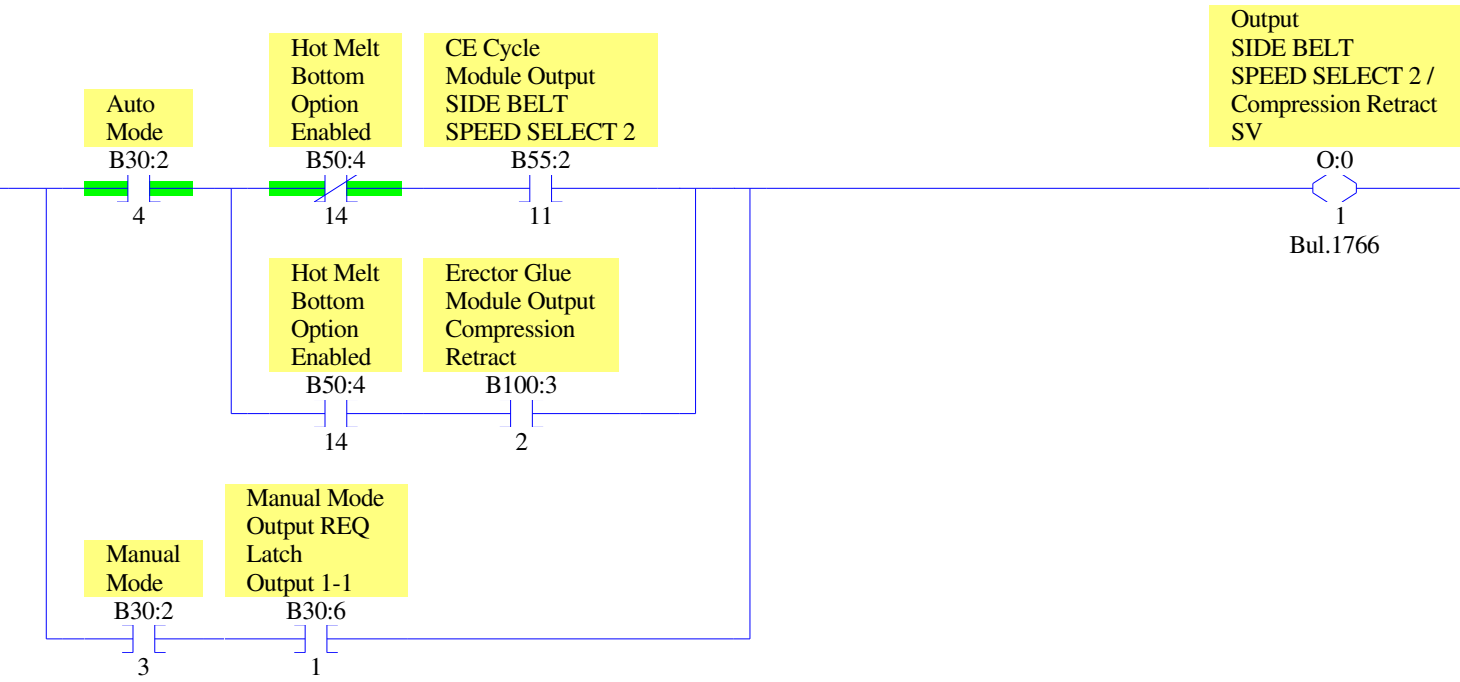 Output
SIDE BELT
SPEED SELECT 2 /
Compression Retract
SV
O:0
1
Bul.1766
Auto
Mode
B30:2
4
Hot Melt
Bottom
Option
Enabled
B50:4
14
CE Cycle
Module Output
SIDE BELT
SPEED SELECT 2
B55:2
11
Hot Melt
Bottom
Option
Enabled
B50:4
14
Erector Glue
Module Output
Compression
Retract
B100:3
2
Manual
Mode
B30:2
3
Manual Mode
Output REQ
Latch
Output 1-1
B30:6
1